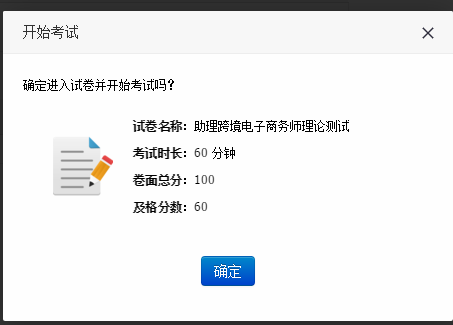 开始考试
确定进入试卷并开始考试吗？
试卷名称：助理跨境电子商务师理论测试
考试时长：60 分钟
卷面总分：100
及格分数：60
确定